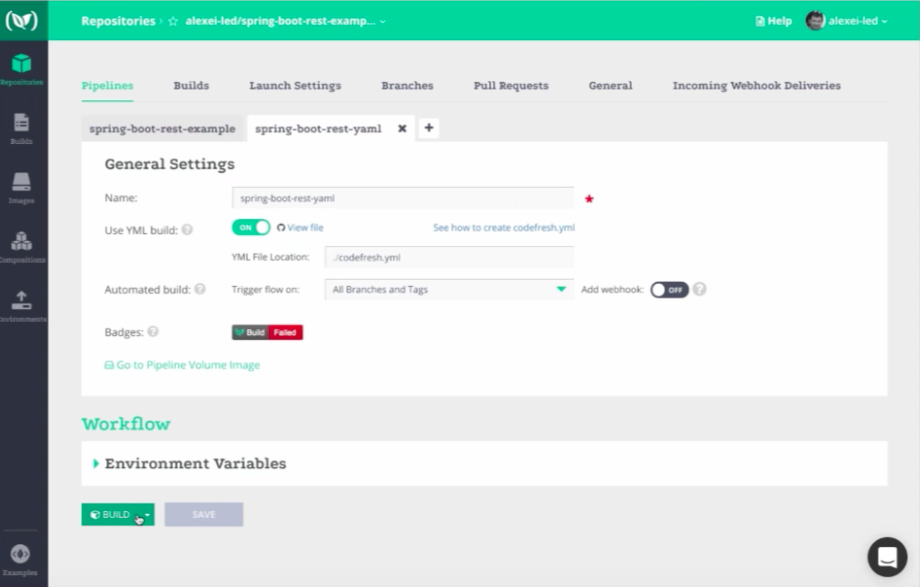 Repositories › alexei-led/spring-boot-rest-examp... Help alexei-led
Repositories
Builds
Images
Compositions
Environments
Examples
Pipelines Builds Launch Settings Branches Pull Requests General Incoming Webhook Deliveries
spring-boot-rest-example spring-boot-rest-yaml ✖ +
General Settings
Name: spring-boot-rest-yaml *
Use YML build: ? ON View file See how to create codefresh.yml
YML File Location: ./codefresh.yml
Automated build: ? Trigger flow on: All Branches and Tags Add webhook: OFF ?
Badges: ? Build Failed
Go to Pipeline Volume Image
Workflow
Environment Variables
BUILD SAVE